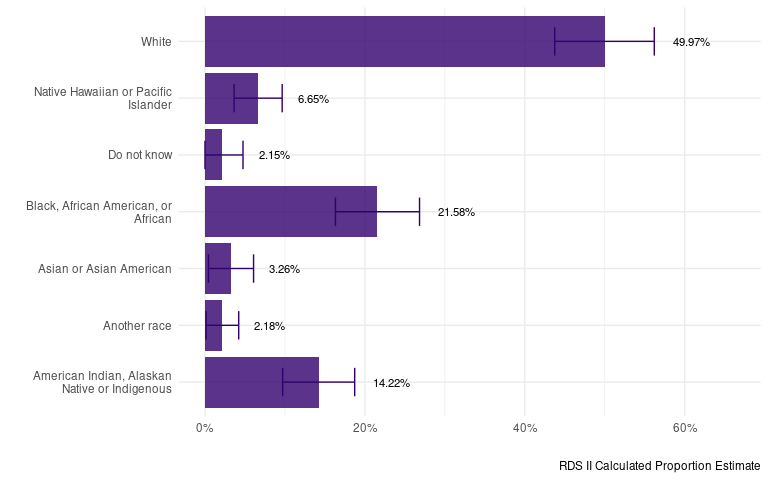 White
49.97%
Native Hawaiian or Pacific
Islander
6.65%
Do not know
2.15%
Black, African American, or
African
21.58%
Asian or Asian American
3.26%
Another race
2.18%
American Indian, Alaskan
Native or Indigenous
14.22%
0%
20%
40%
60%
RDS II Calculated Proportion Estimate